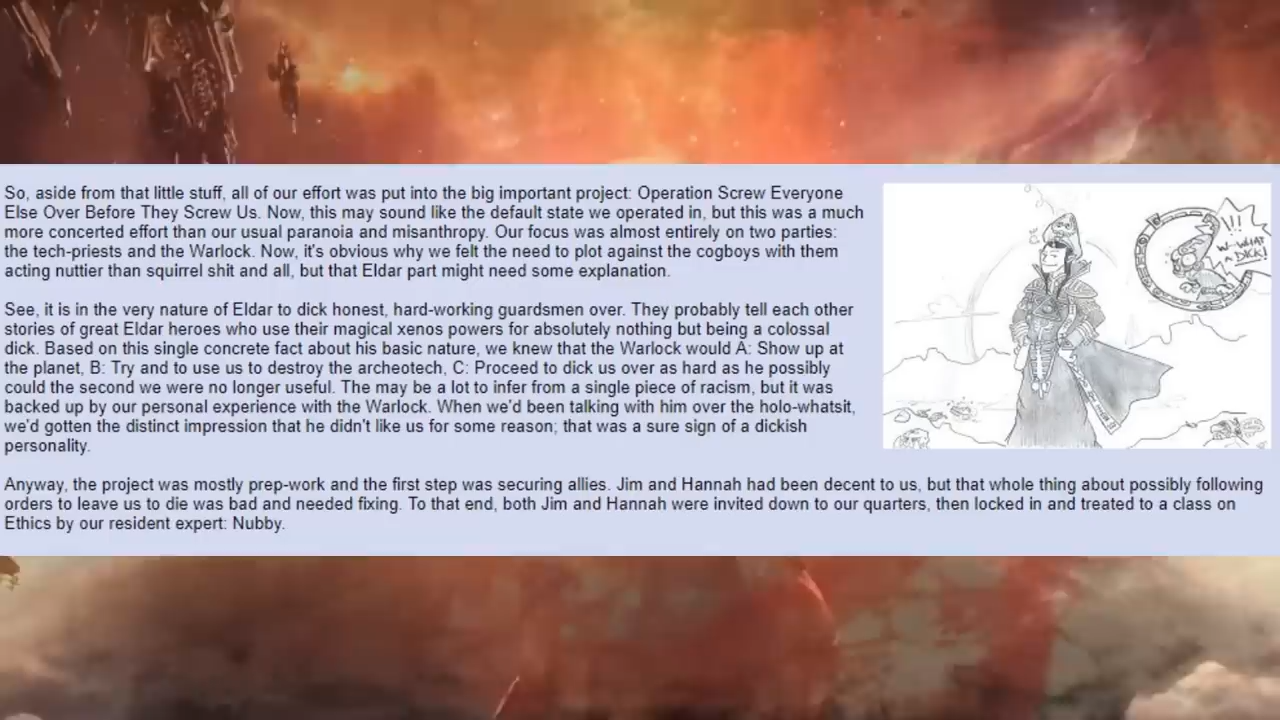 So, aside from that little stuff, all of our effort was put into the big important project: Operation Screw Everyone
Else Over Before They Screw Us. Now, this may sound like the default state we operated in, but this was a much
more concerted effort than our usual paranoia and misanthropy. Our focus was almost entirely on two parties:
the tech-priests and the Warlock. Now, it's obvious why we felt the need to plot against the cogboys with them
acting nuttier than squirrel shit and all, but that Eldar part might need some explanation.
See, it is in the very nature of Eldar to dick honest, hard-working guardsmen over. They probably tell each other
stories of great Eldar heroes who use their magical xenos powers for absolutely nothing but being a colossal
dick. Based on this single concrete fact about his basic nature, we knew that the Warlock would A: Show up at
the planet, B: Try and to use us to destroy the archeotech, C: Proceed to dick us over as hard as he possibly
could the second we were no longer useful. The may be a lot to infer from a single piece of racism, but it was
backed up by our personal experience with the Warlock. When we'd been talking with him over the holo-whatsit,
we'd gotten the distinct impression that he didn't like us for some reason; that was a sure sign of a dickish
personality.
Anyway, the project was mostly prep-work and the first step was securing allies. Jim and Hannah had been decent to us, but that whole thing about possibly following
orders to leave us to die was bad and needed fixing. To that end, both Jim and Hannah were invited down to our quarters, then locked in and treated to a class on
Ethics by our resident expert: Nubby.
!!!
W-WHAT
A DICK!